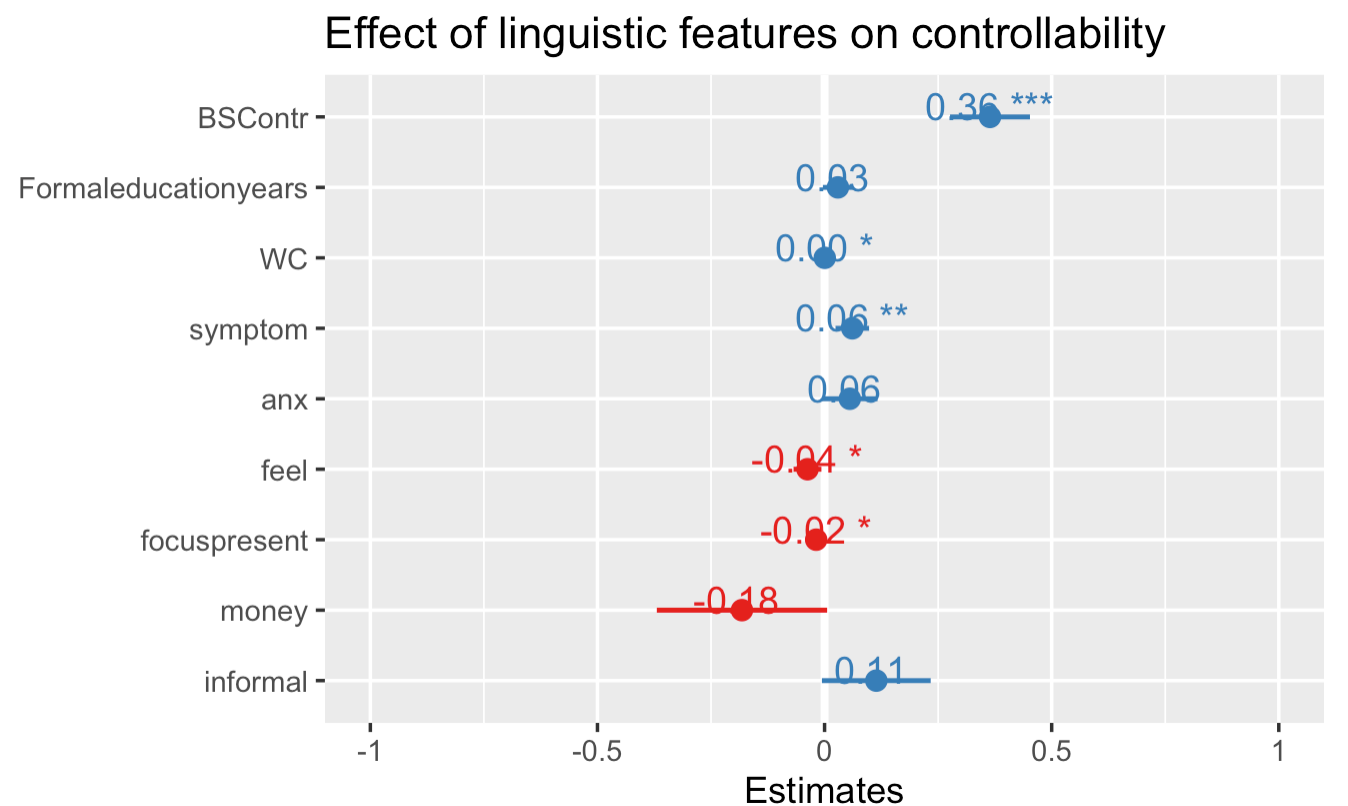 Effect of linguistic features on controllability
BSContr
0.36 ***
Formaleducationyears
0.03
WC
0.00 *
symptom
0.06 **
anx
0.06
feel
-0.04 *
focuspresent
-0.02 *
money
-0.18
informal
0.11
-1 -0.5 0 0.5 1
Estimates